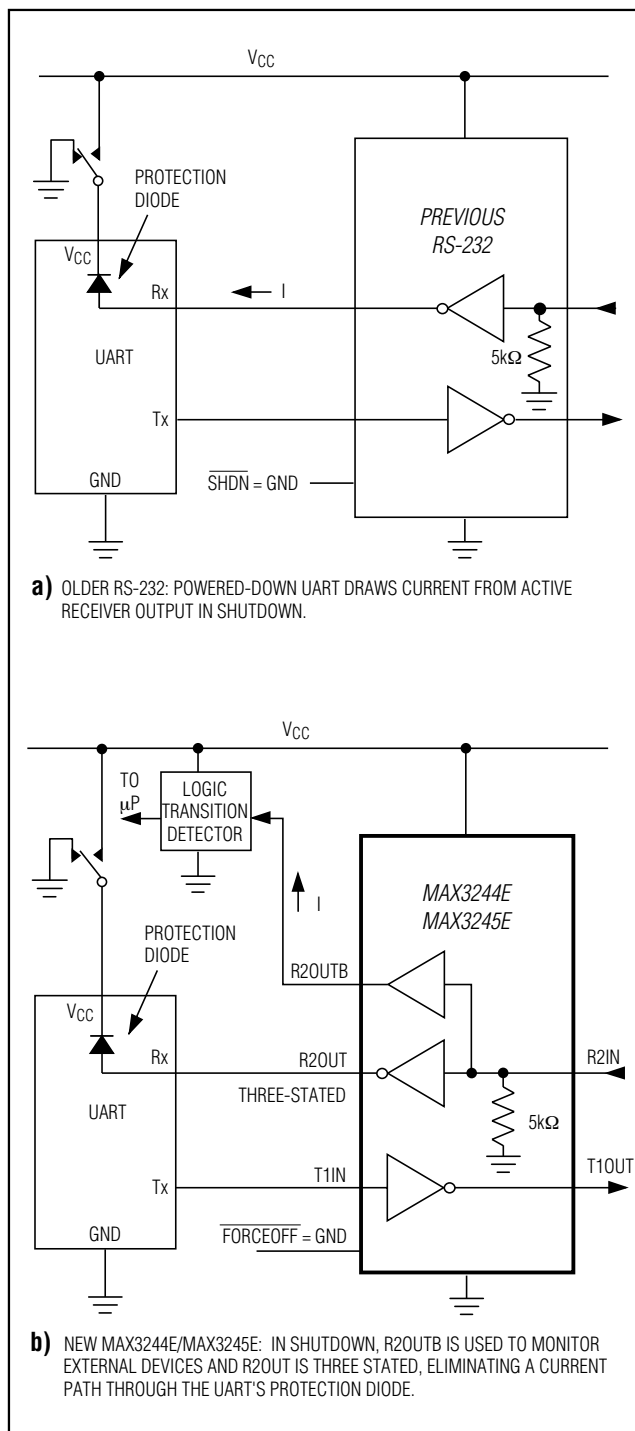 VCC
PROTECTION
DIODE
PREVIOUS
RS-232
VCC
Rx
I
5kΩ
UART
Tx
GND
SHDN = GND
a) OLDER RS-232: POWERED-DOWN UART DRAWS CURRENT FROM ACTIVE
RECEIVER OUTPUT IN SHUTDOWN.
VCC
TO
μP
LOGIC
TRANSITION
DETECTOR
I
MAX3244E
MAX3245E
PROTECTION
DIODE
R2OUTB
VCC
Rx
R2OUT
R2IN
THREE-STATED
UART
5kΩ
Tx
T1IN
T1OUT
GND
FORCEOFF = GND
b) NEW MAX3244E/MAX3245E: IN SHUTDOWN, R2OUTB IS USED TO MONITOR
EXTERNAL DEVICES AND R2OUT IS THREE STATED, ELIMINATING A CURRENT
PATH THROUGH THE UART'S PROTECTION DIODE.